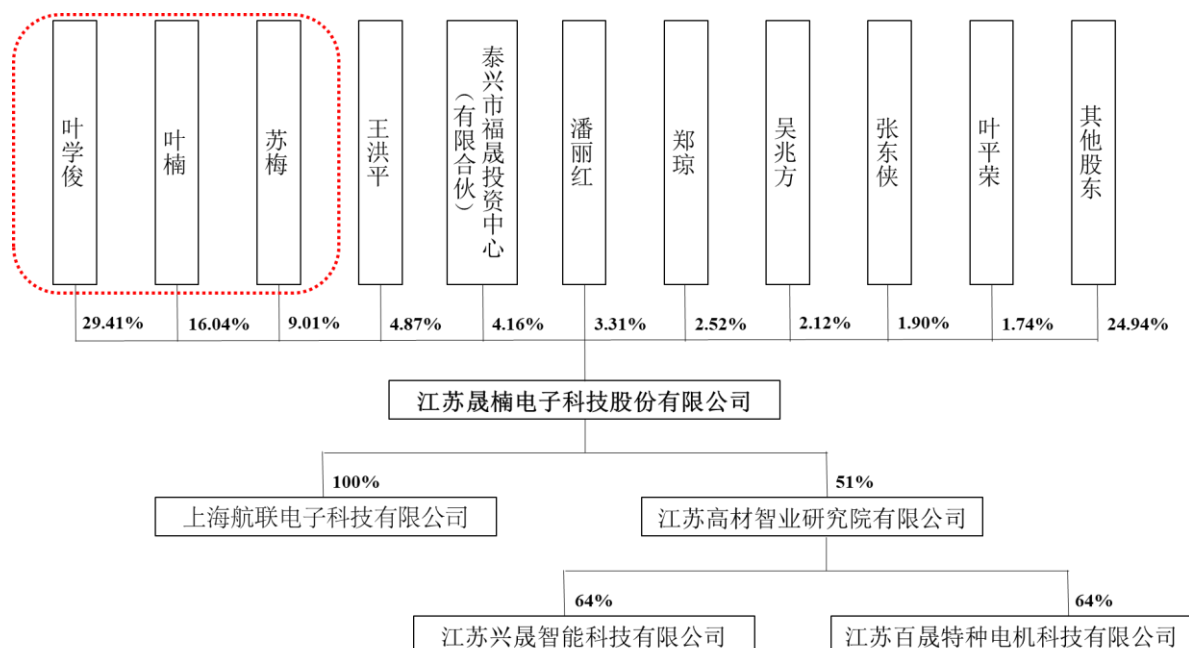 叶学俊
叶楠
苏梅
王洪平
泰兴市福晟投资中心
（有限合伙）
潘丽红
郑琼
吴兆方
张东侠
叶平荣
其他股东
29.41%
16.04%
9.01%
4.87%
4.16%
3.31%
2.52%
2.12%
1.90%
1.74%
24.94%
江苏晟楠电子科技股份有限公司
100%
51%
上海航联电子科技有限公司
江苏高材智业研究院有限公司
64%
64%
江苏兴晟智能科技有限公司
江苏百晟特种电机科技有限公司